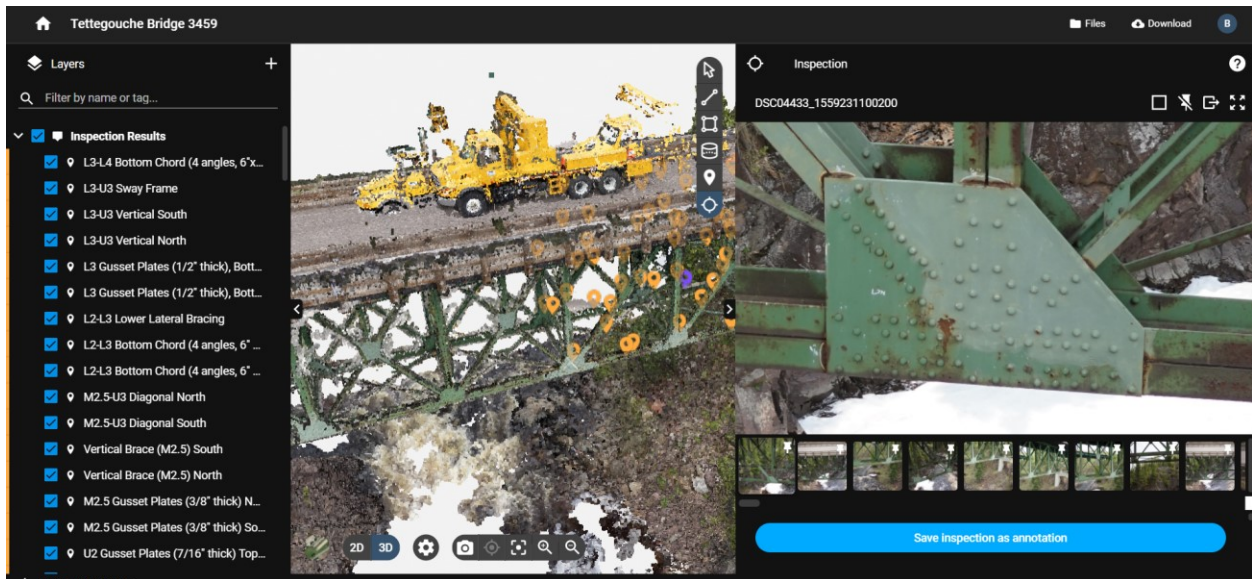 Tettegouche Bridge 3459
Files
Download
B
Layers
+
Filter by name or tag...
Inspection Results
L3-L4 Bottom Chord (4 angles, 6"x...
L3-U3 Sway Frame
L3-U3 Vertical South
L3-U3 Vertical North
L3 Gusset Plates (1/2" thick), Bott...
L3 Gusset Plates (1/2" thick), Bott...
L2-L3 Lower Lateral Bracing
L2-L3 Bottom Chord (4 angles, 6" ...
L2-L3 Bottom Chord (4 angles, 6" ...
M2.5-U3 Diagonal North
M2.5-U3 Diagonal South
Vertical Brace (M2.5) South
Vertical Brace (M2.5) North
M2.5 Gusset Plates (3/8" thick) N...
M2.5 Gusset Plates (3/8" thick) So...
U2 Gusset Plates (7/16" thick) Top...
2D
3D
Inspection
?
DSC04433_1559231100200
Save inspection as annotation